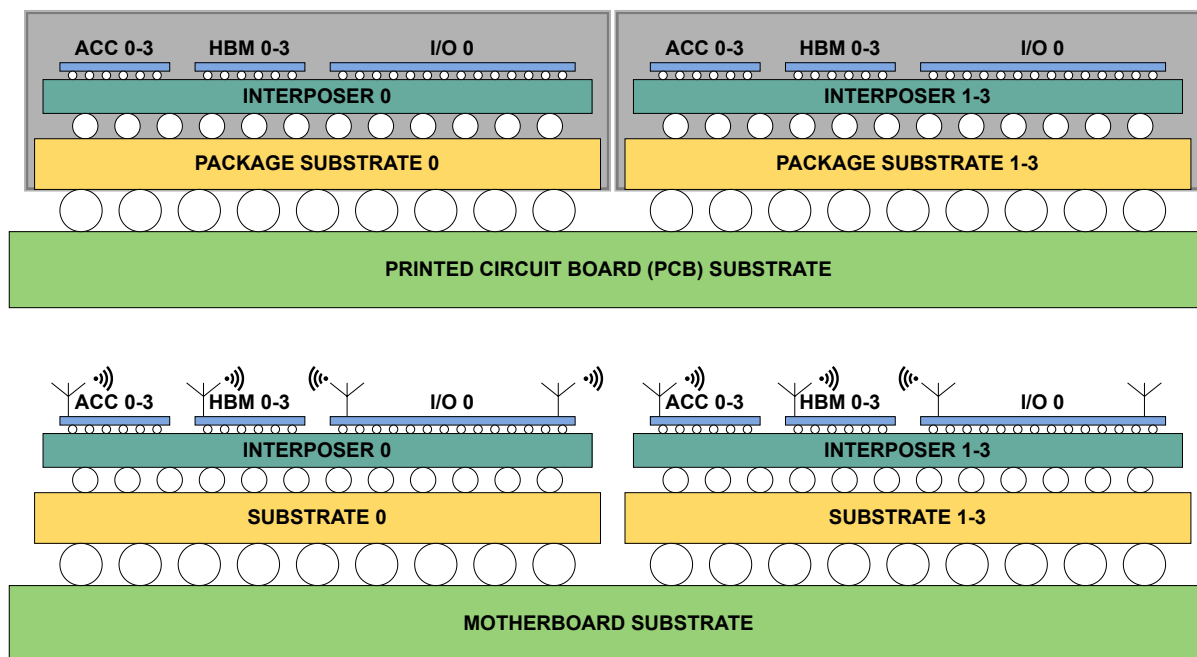 ACC 0-3 HBM 0-3 I/O 0 ACC 0-3 HBM 0-3 I/O 0
INTERPOSER 0 INTERPOSER 1-3
PACKAGE SUBSTRATE 0 PACKAGE SUBSTRATE 1-3
PRINTED CIRCUIT BOARD (PCB) SUBSTRATE
ACC 0-3 HBM 0-3 I/O 0 ACC 0-3 HBM 0-3 I/O 0
INTERPOSER 0 INTERPOSER 1-3
SUBSTRATE 0 SUBSTRATE 1-3
MOTHERBOARD SUBSTRATE